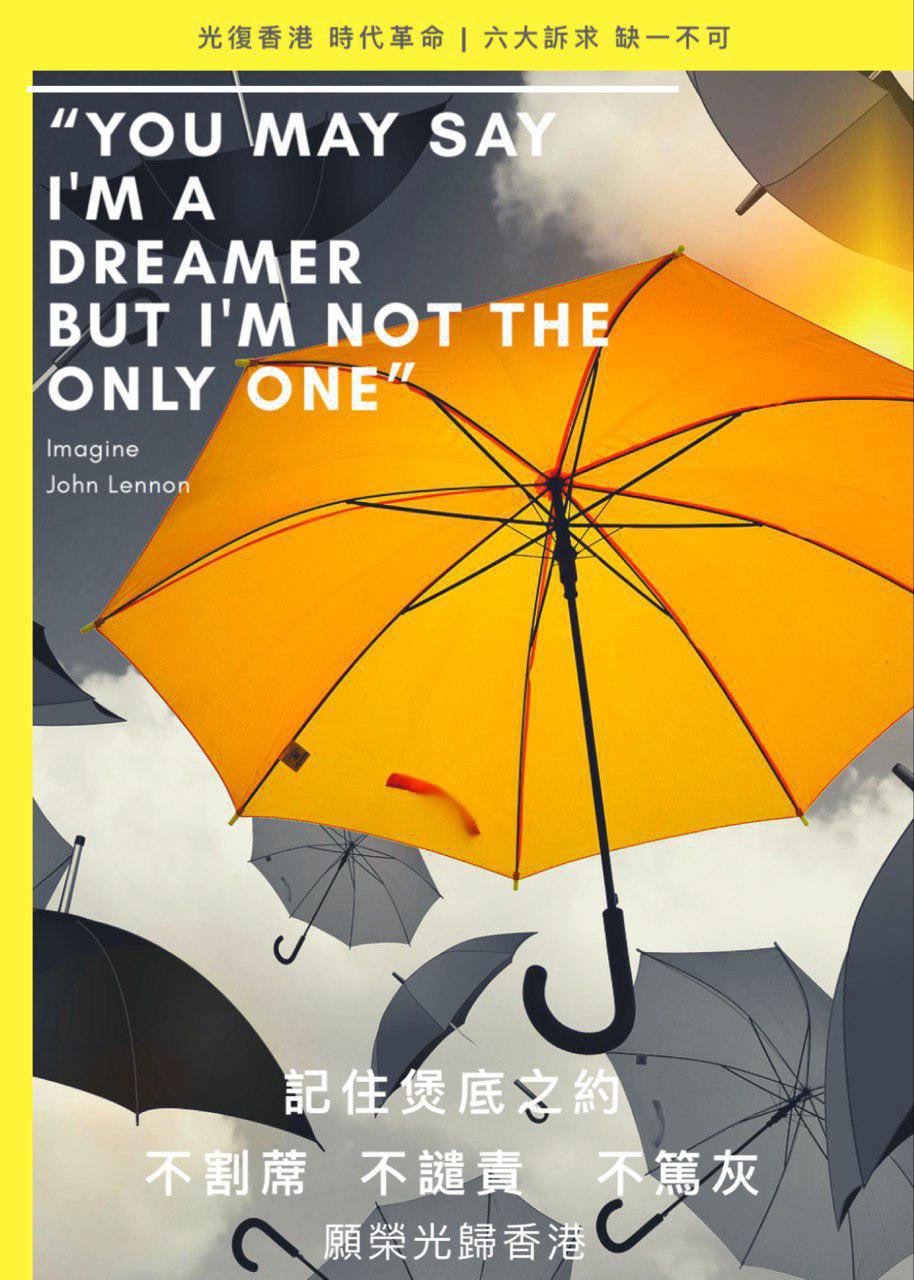 光復香港 時代革命 | 六大訴求 缺一不可
“YOU MAY SAY
I'M A
DREAMER
BUT I'M NOT THE
ONLY ONE”
Imagine
John Lennon
記住煲底之約
不割蓆 不譴責 不篤灰
願榮光歸香港